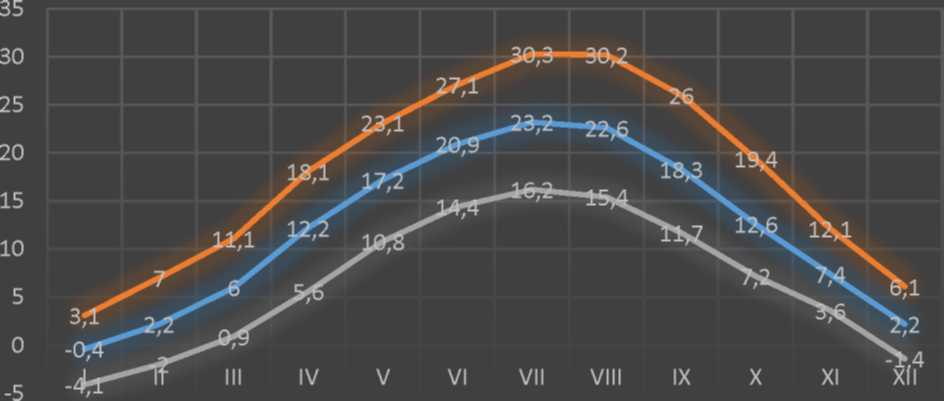 35
30
25
20
15
10
5
0
-5
3,1 7 11,1 18,1 23,1 27,1 30,3 30,2 26 19,4 12,1 6,1
-0,4 2,2 6 12,2 17,2 20,9 23,2 22,6 18,3 12,6 7,4 2,2
-4,1 -2 0,9 5,6 10,8 14,4 16,2 15,4 11,7 7,2 3,6 -1,4
I II III IV V VI VII VIII IX X XI XII